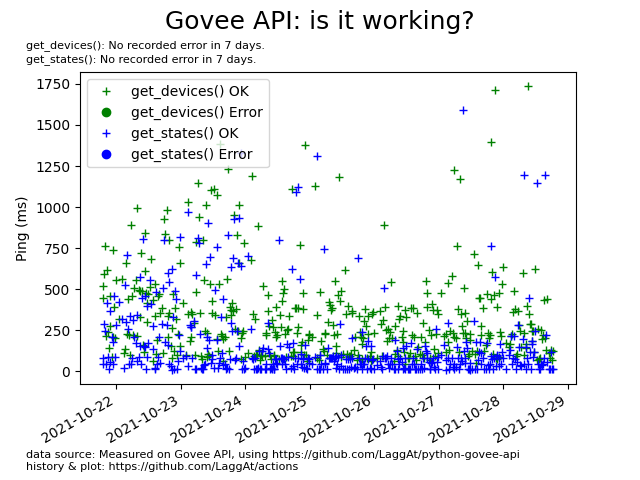 Govee API: is it working?
get_devices(): No recorded error in 7 days.
get_states(): No recorded error in 7 days.
get_devices() OK
get_devices() Error
get_states() OK
get_states() Error
Ping (ms)
1750
1500
1250
1000
750
500
250
0
2021-10-22
2021-10-23
2021-10-24
2021-10-25
2021-10-26
2021-10-27
2021-10-28
2021-10-29
data source: Measured on Govee API, using https://github.com/LaggAt/python-govee-api
history & plot: https://github.com/LaggAt/actions